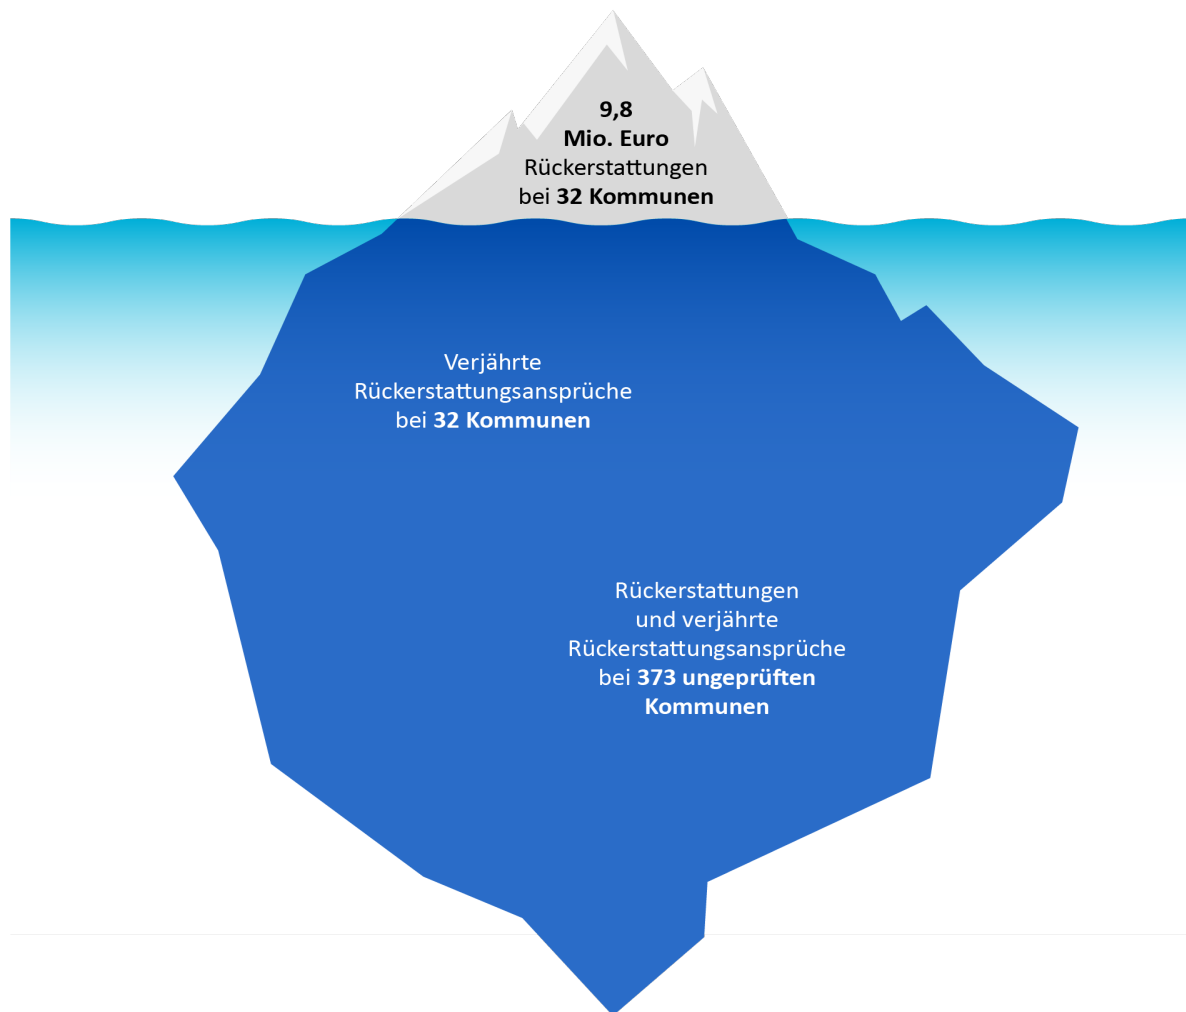 9,8
Mio. Euro
Rückerstattungen
bei 32 Kommunen
Verjährte
Rückerstattungsansprüche
bei 32 Kommunen
Rückerstattungen
und verjährte
Rückerstattungsansprüche
bei 373 ungeprüften
Kommunen